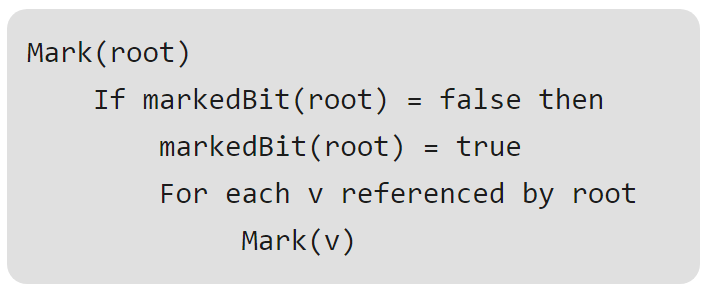 Mark(root)
If markedBit(root) = false then
markedBit(root) = true
For each v referenced by root
Mark(v)